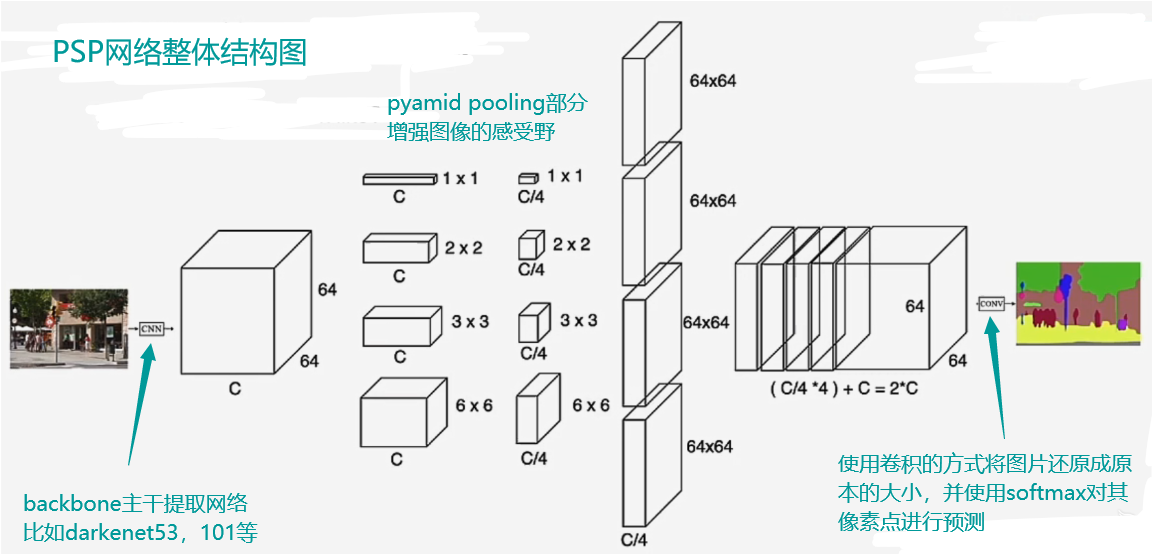 PSP网络整体结构图
pyamid pooling部分
增强图像的感受野
64x64
1 x 1
C
1 x 1
C/4
64x64
2 x 2
C
2 x 2
C/4
64
64
C
CNN
3 x 3
C
3 x 3
C/4
64x64
6 x 6
C
6 x 6
C/4
64x64
C/4
64
64
( C/4 *4 ) + C = 2*C
CONV
backbone主干提取网络
比如darkenet53，101等
使用卷积的方式将图片还原成原
本的大小，并使用softmax对其
像素点进行预测